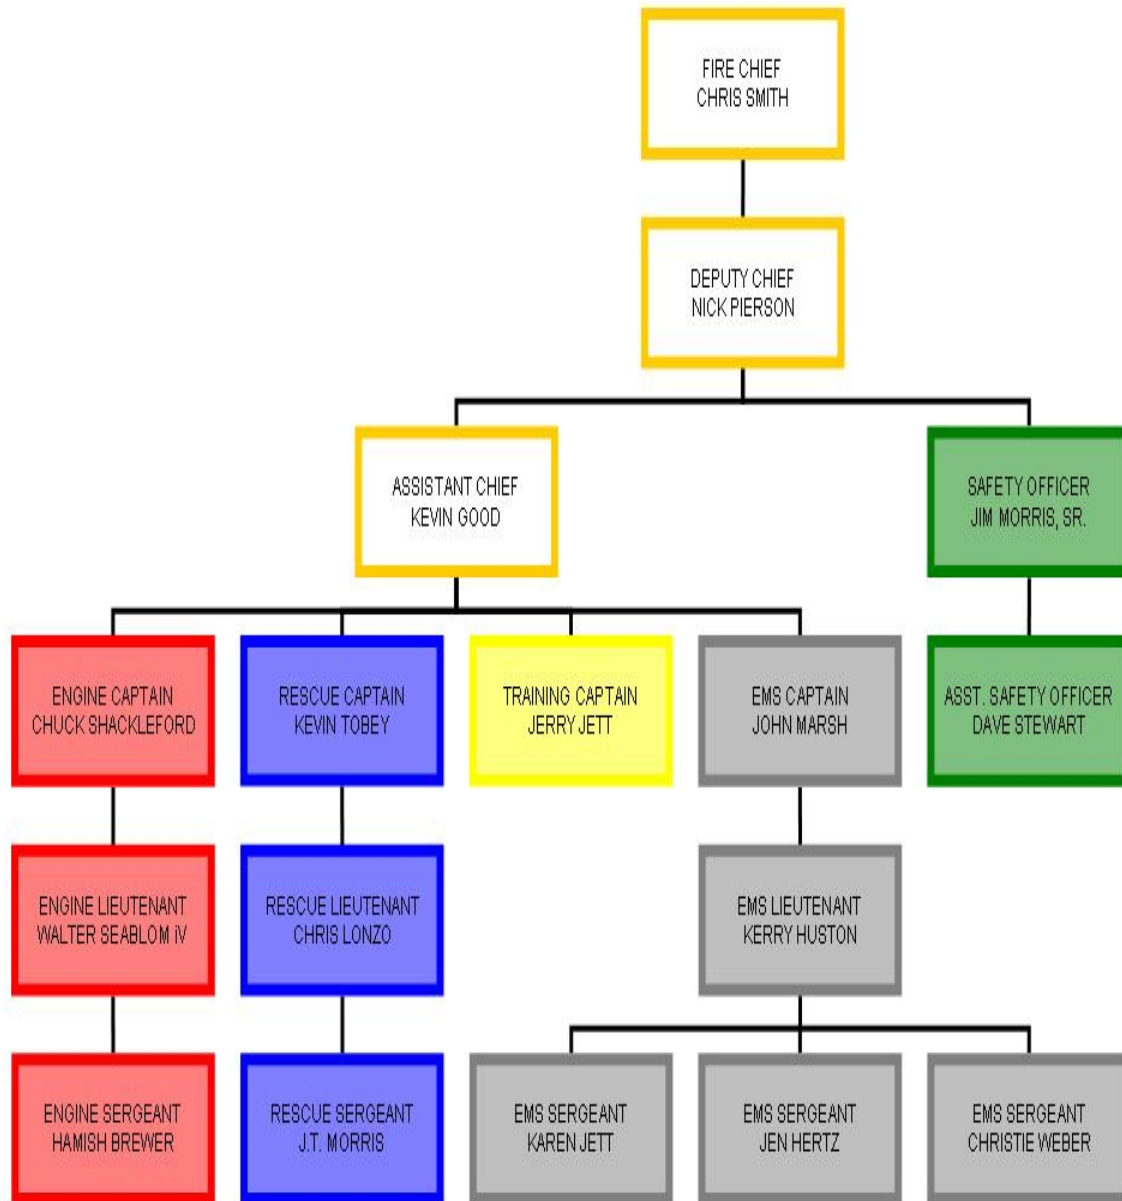 FIRE CHIEF
CHRIS SMITH
DEPUTY CHIEF
NICK PIERSON
ASSISTANT CHIEF
KEVIN GOOD
SAFETY OFFICER
JIM MORRIS, SR.
ENGINE CAPTAIN
CHUCK SHACKLEFORD
RESCUE CAPTAIN
KEVIN TOBEY
TRAINING CAPTAIN
JERRY JETT
EMS CAPTAIN
JOHN MARSH
ASST. SAFETY OFFICER
DAVE STEWART
ENGINE LIEUTENANT
WALTER SEABLOM iV
RESCUE LIEUTENANT
CHRIS LONZO
EMS LIEUTENANT
KERRY HUSTON
ENGINE SERGEANT
HAMISH BREWER
RESCUE SERGEANT
J.T. MORRIS
EMS SERGEANT
KAREN JETT
EMS SERGEANT
JEN HERTZ
EMS SERGEANT
CHRISTIE WEBER